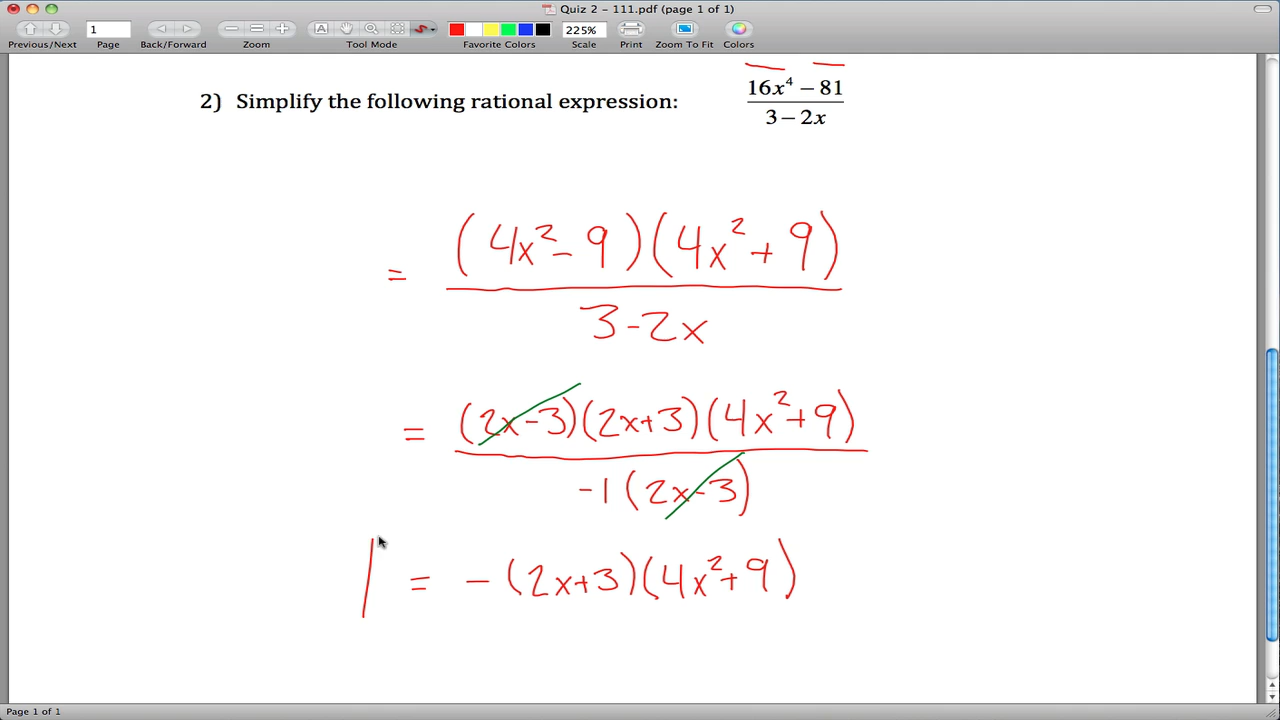 Quiz 2 - 111.pdf (page 1 of 1)
1 225%
Previous/Next Page Back/Forward Zoom Tool Mode Favorite Colors Scale Print Zoom To Fit Colors
2) Simplify the following rational expression:
16x⁴ − 81
3 − 2x
= (4x² - 9)(4x² + 9)
3 - 2x
= (2x - 3)(2x + 3)(4x² + 9)
-1(2x - 3)
= -(2x + 3)(4x² + 9)
Page 1 of 1